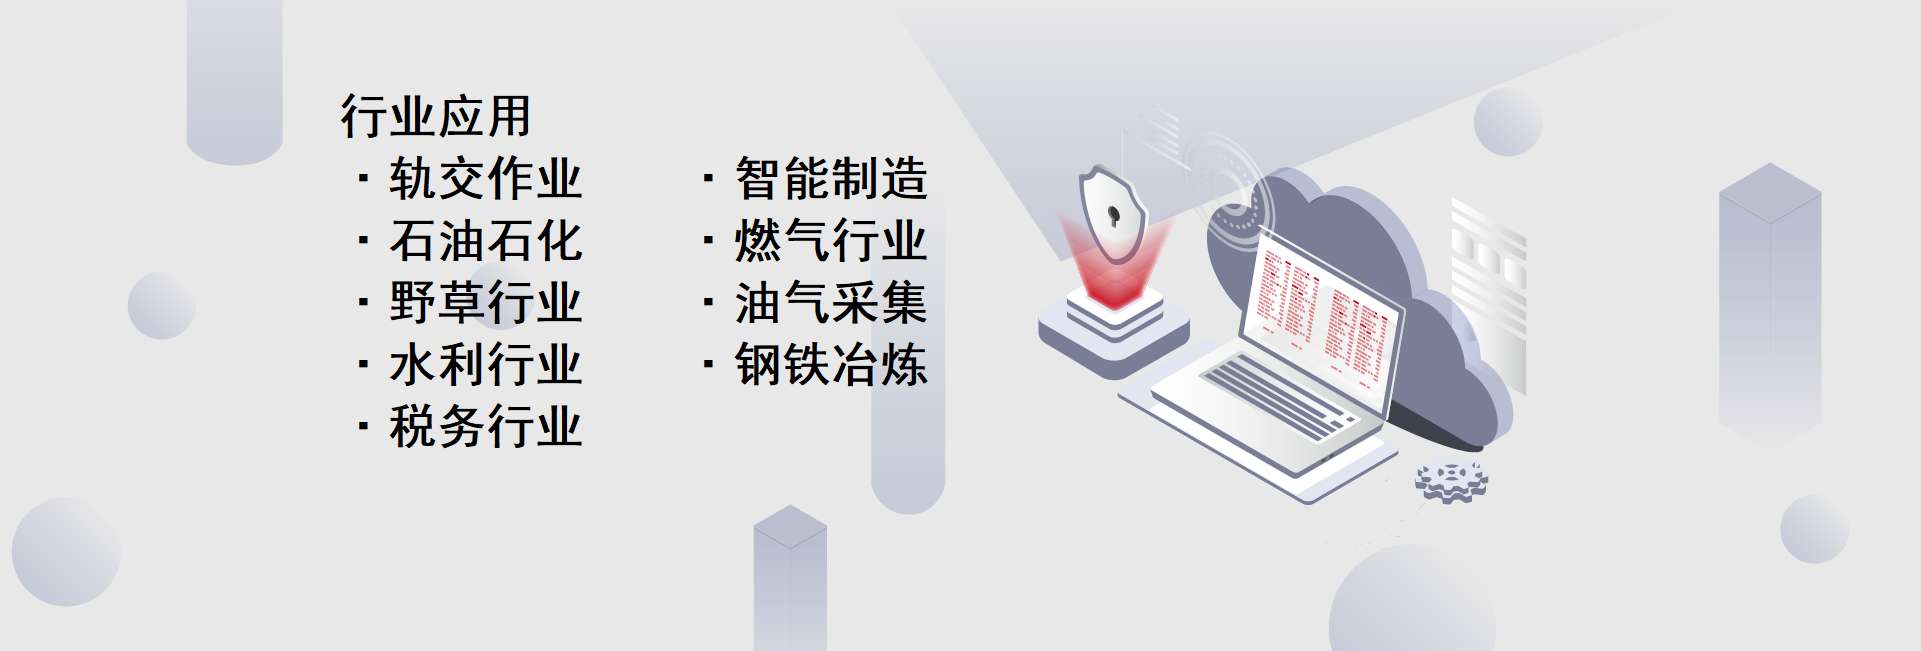 行业应用
· 轨交作业
· 石油石化
· 野草行业
· 水利行业
· 税务行业
· 智能制造
· 燃气行业
· 油气采集
· 钢铁冶炼